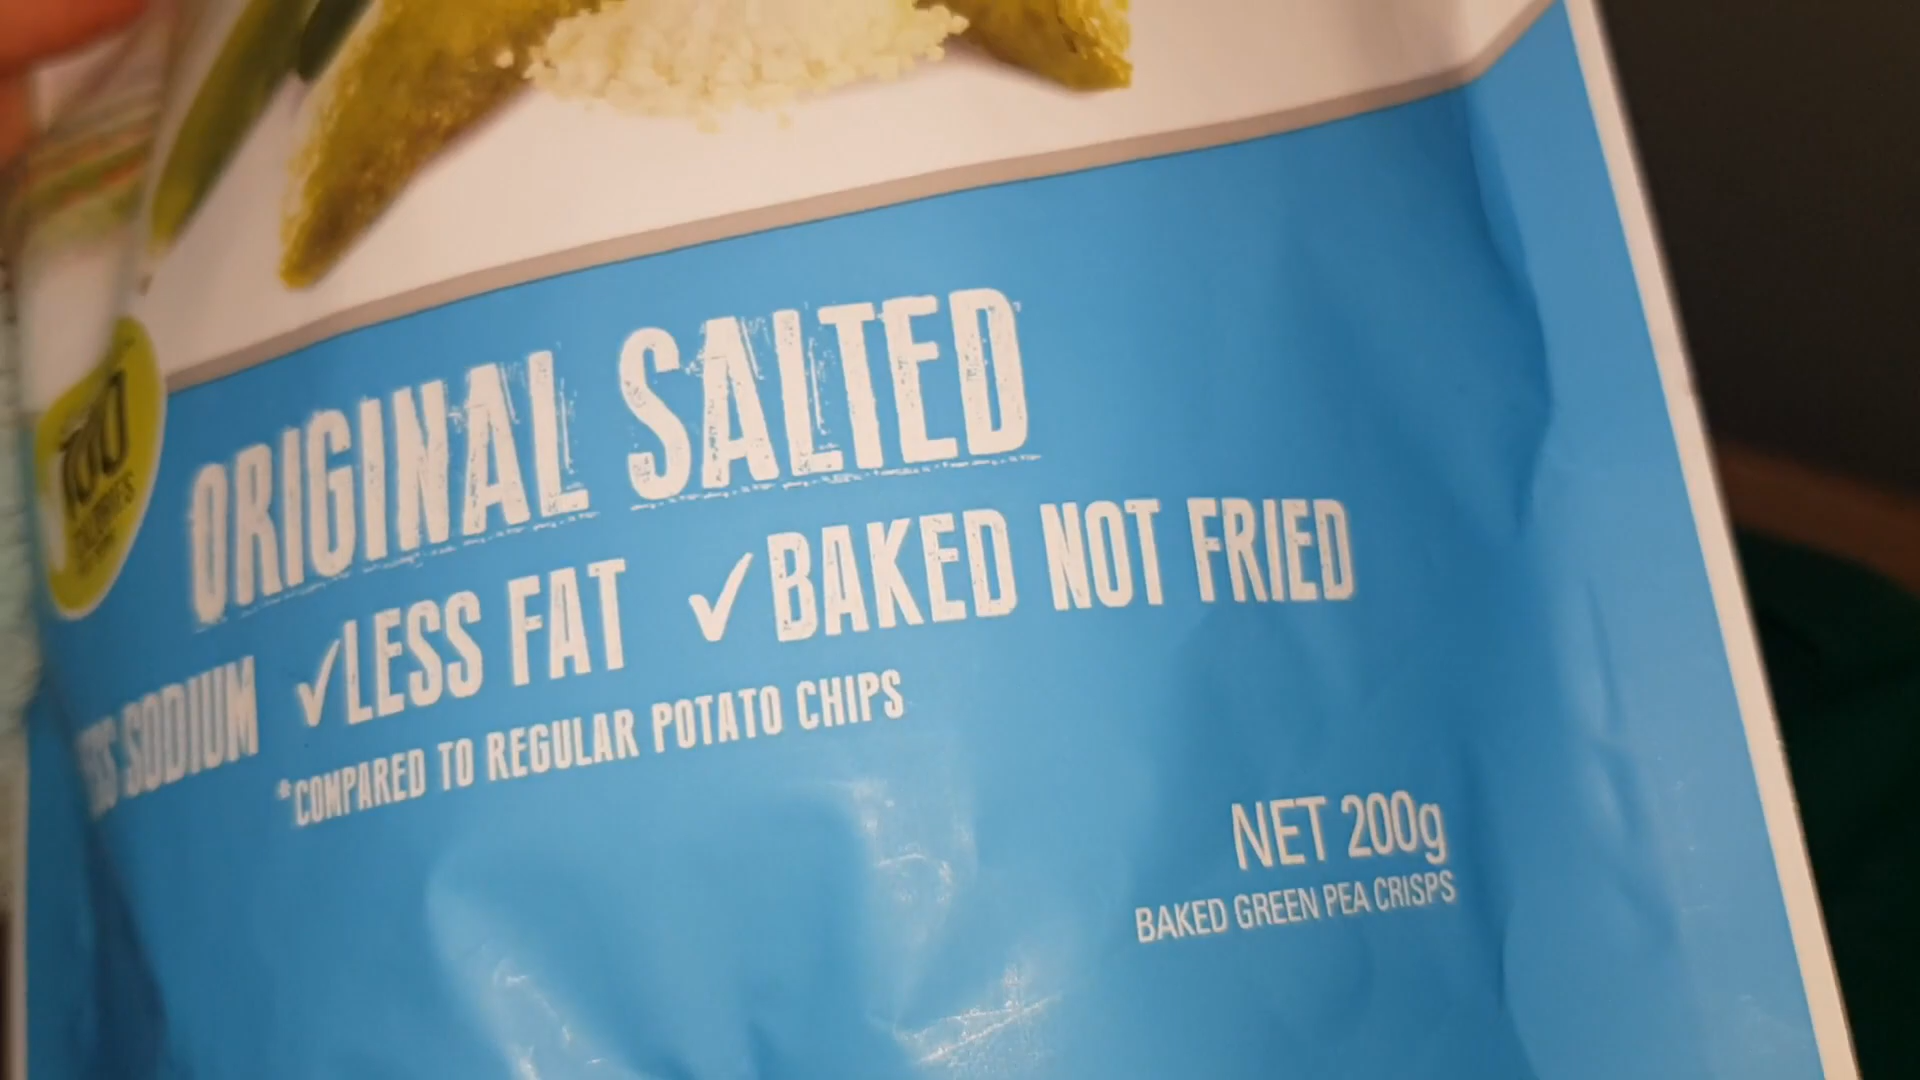 ORIGINAL SALTED
100
SODIUM ✓LESS FAT ✓BAKED NOT FRIED
*COMPARED TO REGULAR POTATO CHIPS
NET 200g
BAKED GREEN PEA CRISPS